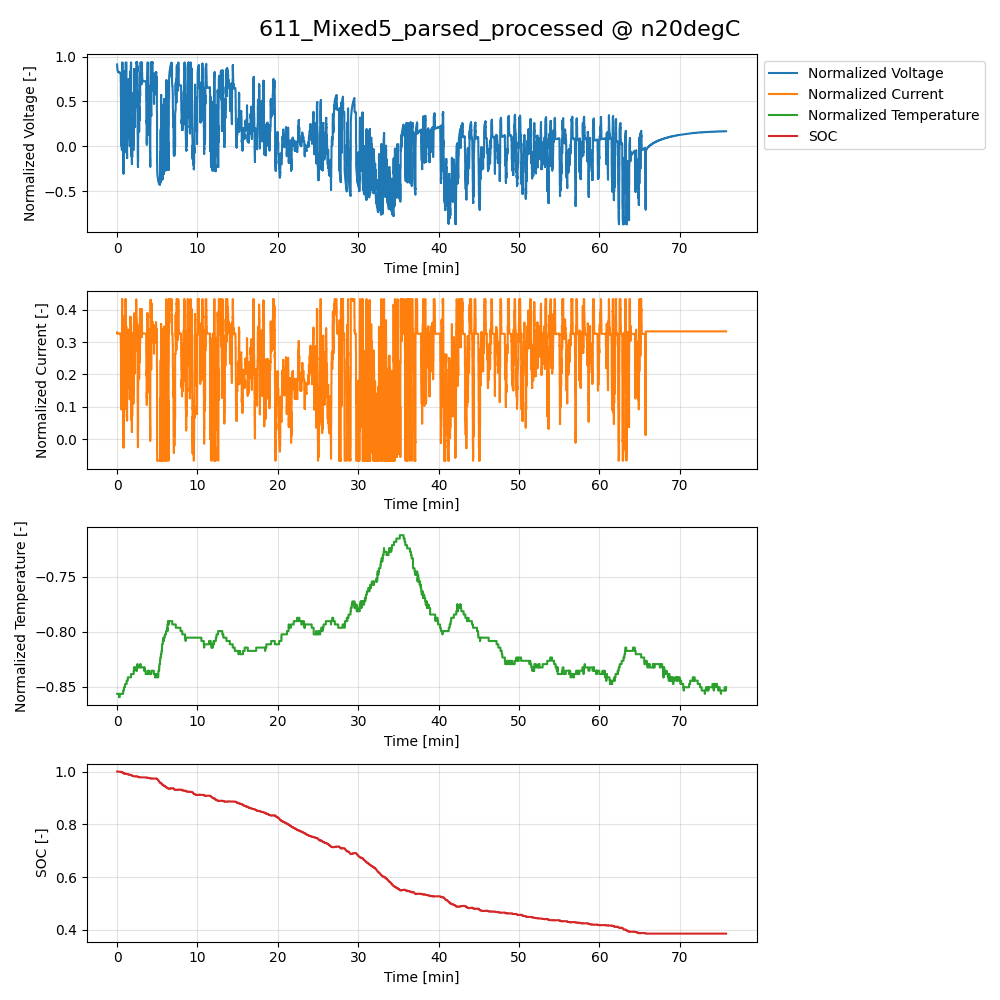 611_Mixed5_parsed_processed @ n20degC
Normalized Voltage [-]
1.0
0.5
0.0
−0.5
0 10 20 30 40 50 60 70
Time [min]
Normalized Voltage
Normalized Current
Normalized Temperature
SOC
Normalized Current [-]
0.4
0.3
0.2
0.1
0.0
0 10 20 30 40 50 60 70
Time [min]
Normalized Temperature [-]
−0.75
−0.80
−0.85
0 10 20 30 40 50 60 70
Time [min]
SOC [-]
1.0
0.8
0.6
0.4
0 10 20 30 40 50 60 70
Time [min]